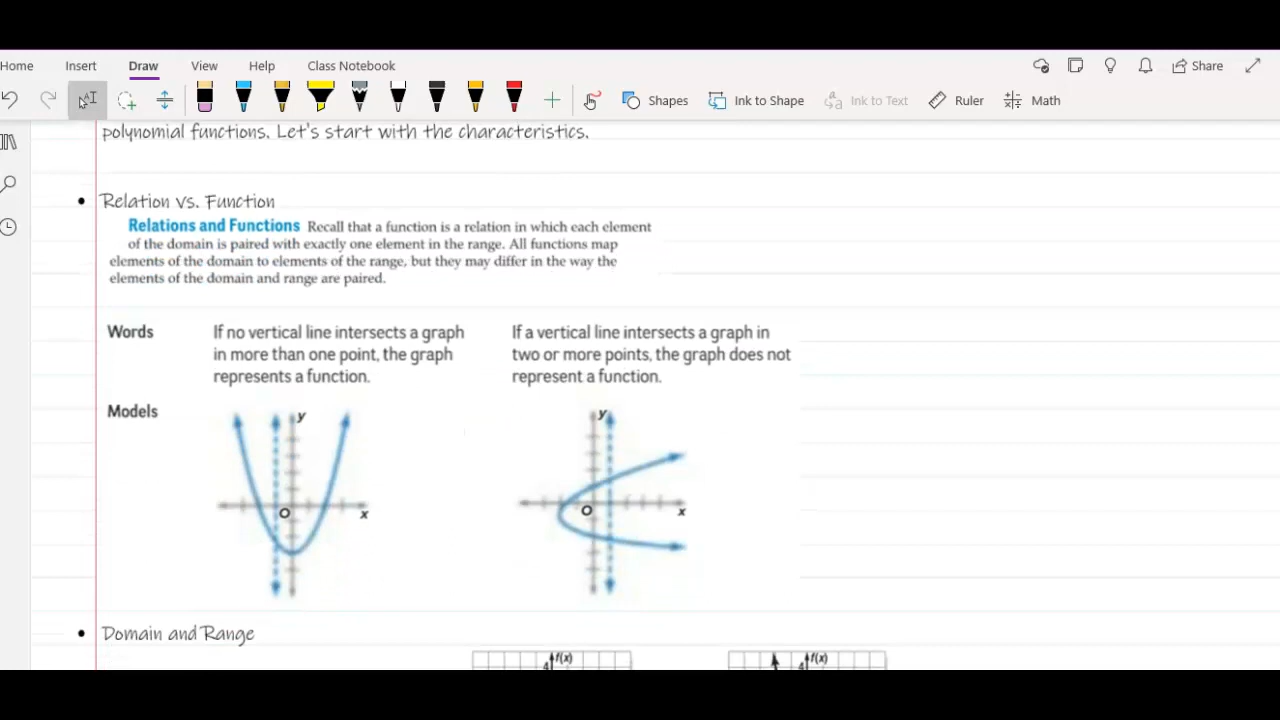 Home Insert Draw View Help Class Notebook Share
Shapes Ink to Shape Ink to Text Ruler Math
polynomial functions. Let's start with the characteristics.
• Relation vs. Function
Relations and Functions Recall that a function is a relation in which each element
of the domain is paired with exactly one element in the range. All functions map
elements of the domain to elements of the range, but they may differ in the way the
elements of the domain and range are paired.
Words
If no vertical line intersects a graph
in more than one point, the graph
represents a function.
If a vertical line intersects a graph in
two or more points, the graph does not
represent a function.
Models
y
O
x
y
O
x
• Domain and Range
4 f(x)
4 f(x)